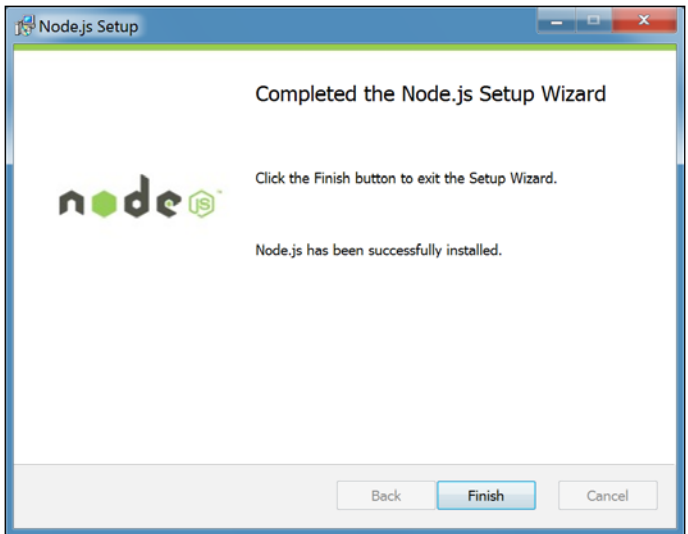 Node.js Setup
Completed the Node.js Setup Wizard
Click the Finish button to exit the Setup Wizard.
node JS™
Node.js has been successfully installed.
Back Finish Cancel